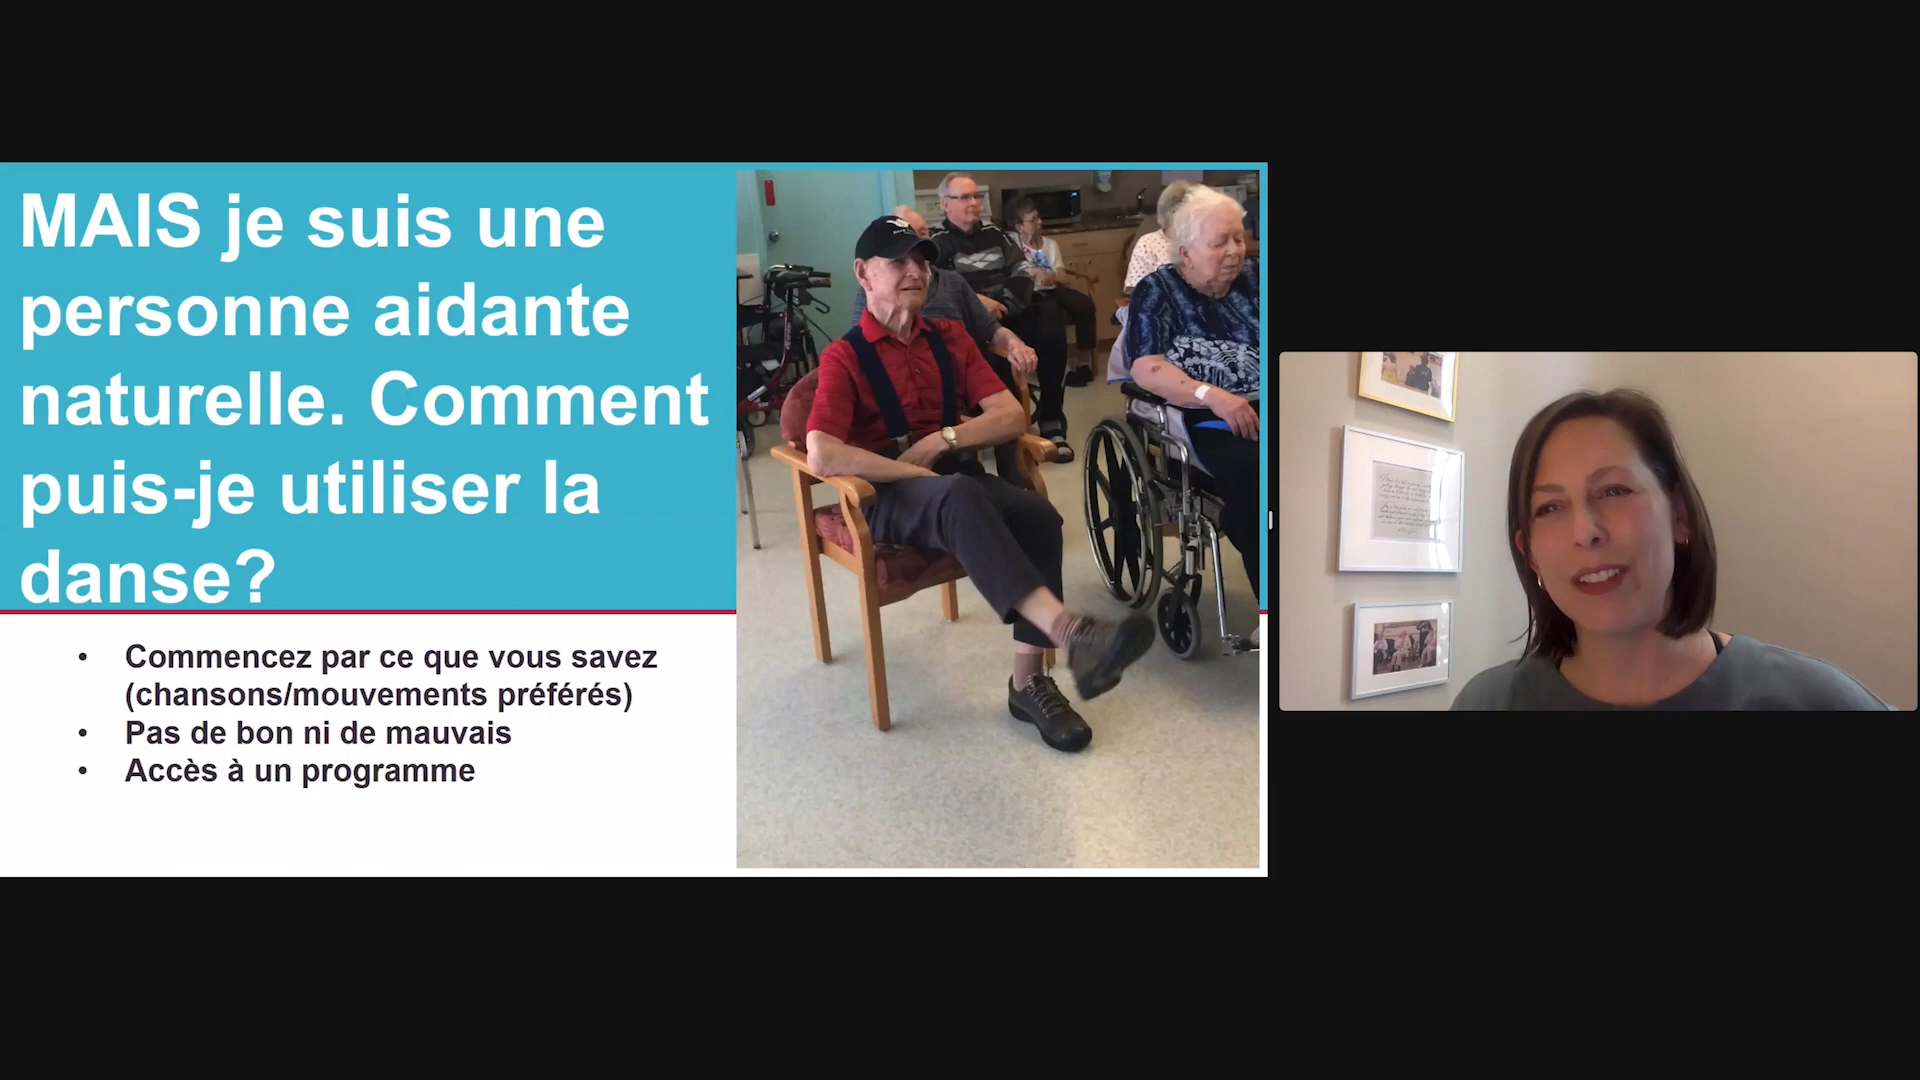 MAIS je suis une
personne aidante
naturelle. Comment
puis-je utiliser la
danse?
• Commencez par ce que vous savez
(chansons/mouvements préférés)
• Pas de bon ni de mauvais
• Accès à un programme